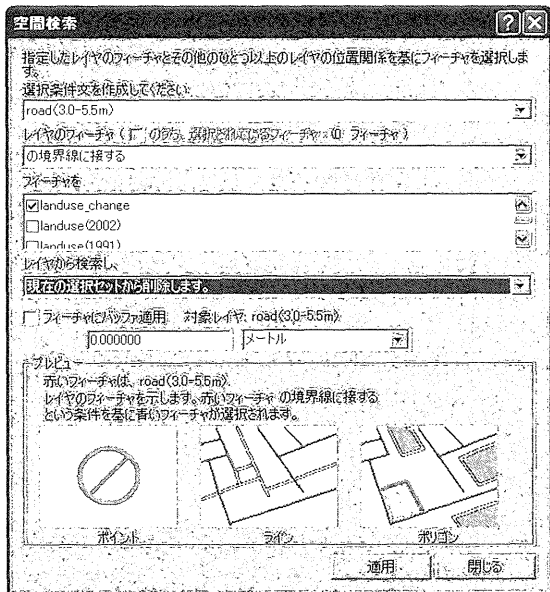 空間検索
指定したレイヤのフィーチャとその他のひとつ以上のレイヤの位置関係を基にフィーチャを選択しま
す。
選択条件文を作成してください:
road(3.0-5.5m)
レイヤのフィーチャ ( のうち、選択されているフィーチャ: (0 フィーチャ)
の境界線に接する
フィーチャを
landuse_change
landuse(2002)
landuse(1991)
レイヤから検索し、
現在の選択セットから削除します。
フィーチャにバッファ適用 対象レイヤ: road(3.0-5.5m)
0.000000 メートル
プレビュー
赤いフィーチャは、road(3.0-5.5m)
レイヤのフィーチャを示します。赤いフィーチャ の境界線に接する
という条件を基に青いフィーチャが選択されます。
ポイント ライン ポリゴン
適用 閉じる